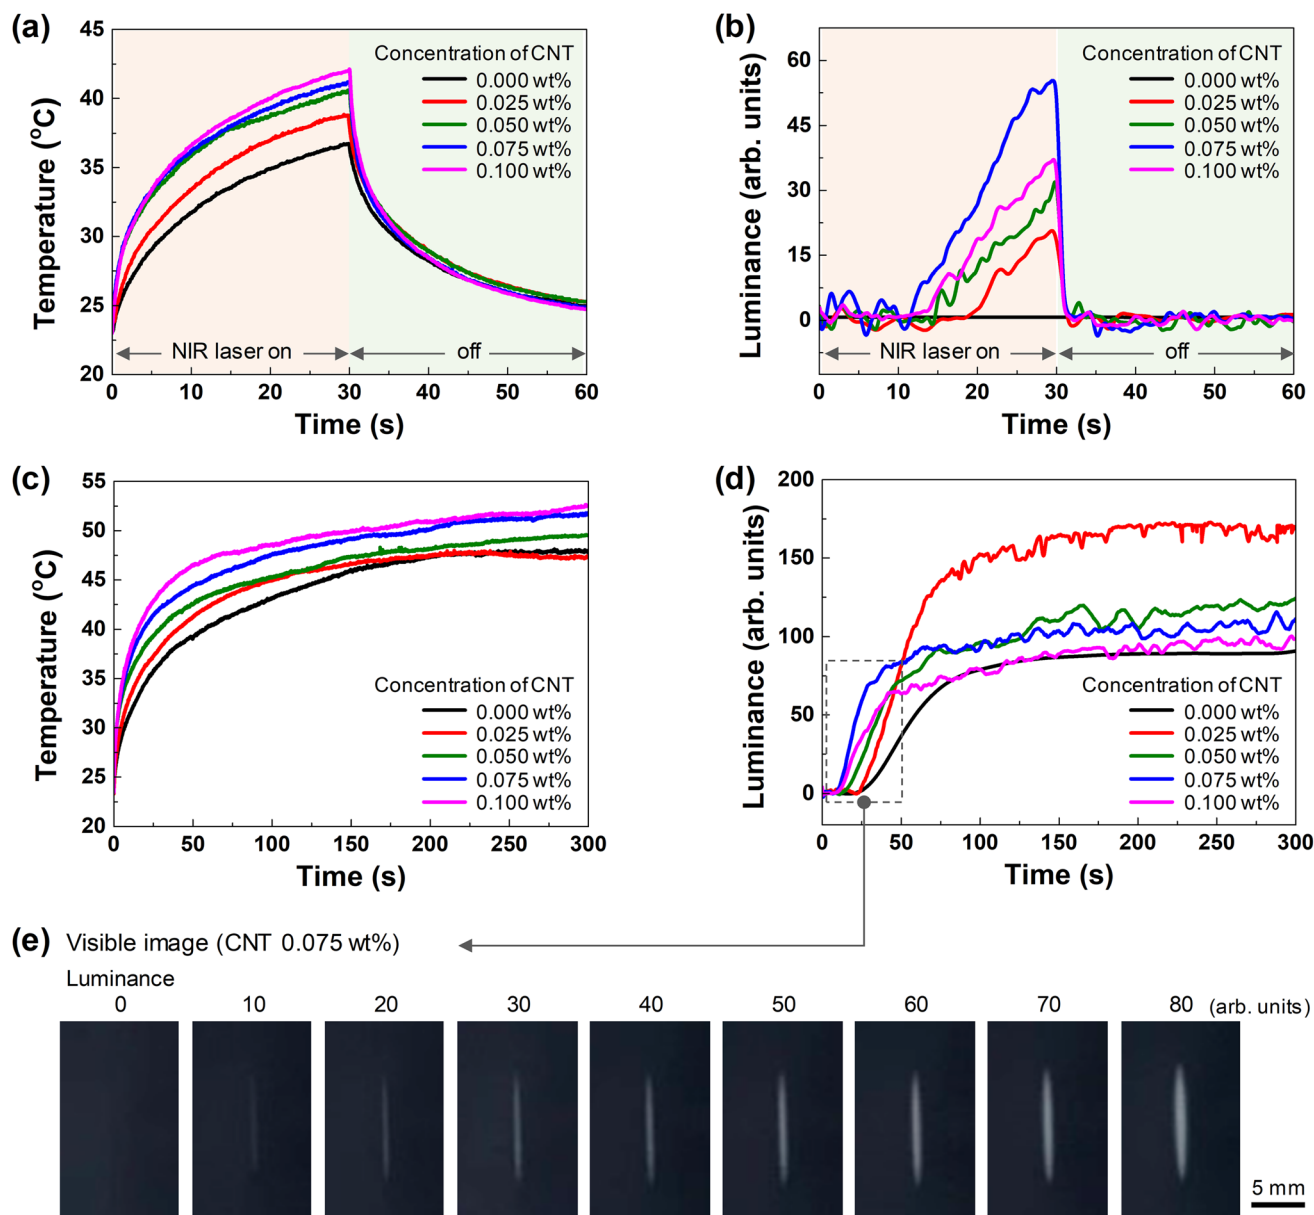 (a)
Temperature (°C)
45
40
35
30
25
20
Concentration of CNT
0.000 wt%
0.025 wt%
0.050 wt%
0.075 wt%
0.100 wt%
NIR laser on
off
0 10 20 30 40 50 60
Time (s)
(b)
Luminance (arb. units)
60
45
30
15
0
Concentration of CNT
0.000 wt%
0.025 wt%
0.050 wt%
0.075 wt%
0.100 wt%
NIR laser on
off
0 10 20 30 40 50 60
Time (s)
(c)
Temperature (°C)
55
50
45
40
35
30
25
20
Concentration of CNT
0.000 wt%
0.025 wt%
0.050 wt%
0.075 wt%
0.100 wt%
0 50 100 150 200 250 300
Time (s)
(d)
Luminance (arb. units)
200
150
100
50
0
Concentration of CNT
0.000 wt%
0.025 wt%
0.050 wt%
0.075 wt%
0.100 wt%
0 50 100 150 200 250 300
Time (s)
(e) Visible image (CNT 0.075 wt%)
Luminance
0 10 20 30 40 50 60 70 80 (arb. units)
5 mm